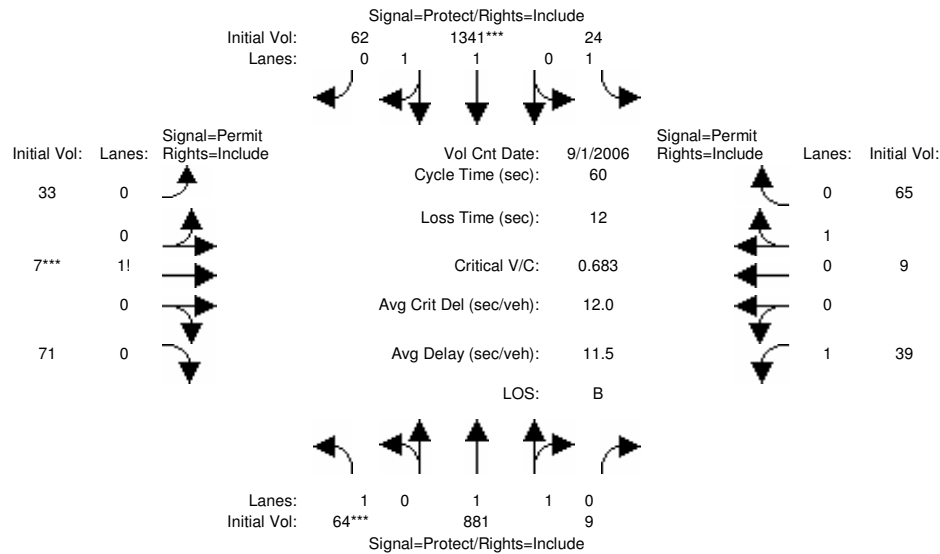 Signal=Protect/Rights=Include
Initial Vol: 62 1341*** 24
Lanes: 0 1 1 0 1
Signal=Permit Signal=Permit
Initial Vol: Lanes: Rights=Include Vol Cnt Date: 9/1/2006 Rights=Include Lanes: Initial Vol:
Cycle Time (sec): 60
33 0 0 65
Loss Time (sec): 12
0 1
7*** 1! Critical V/C: 0.683 0 9
0 Avg Crit Del (sec/veh): 12.0 0
71 0 Avg Delay (sec/veh): 11.5 1 39
LOS: B
Lanes: 1 0 1 1 0
Initial Vol: 64*** 881 9
Signal=Protect/Rights=Include